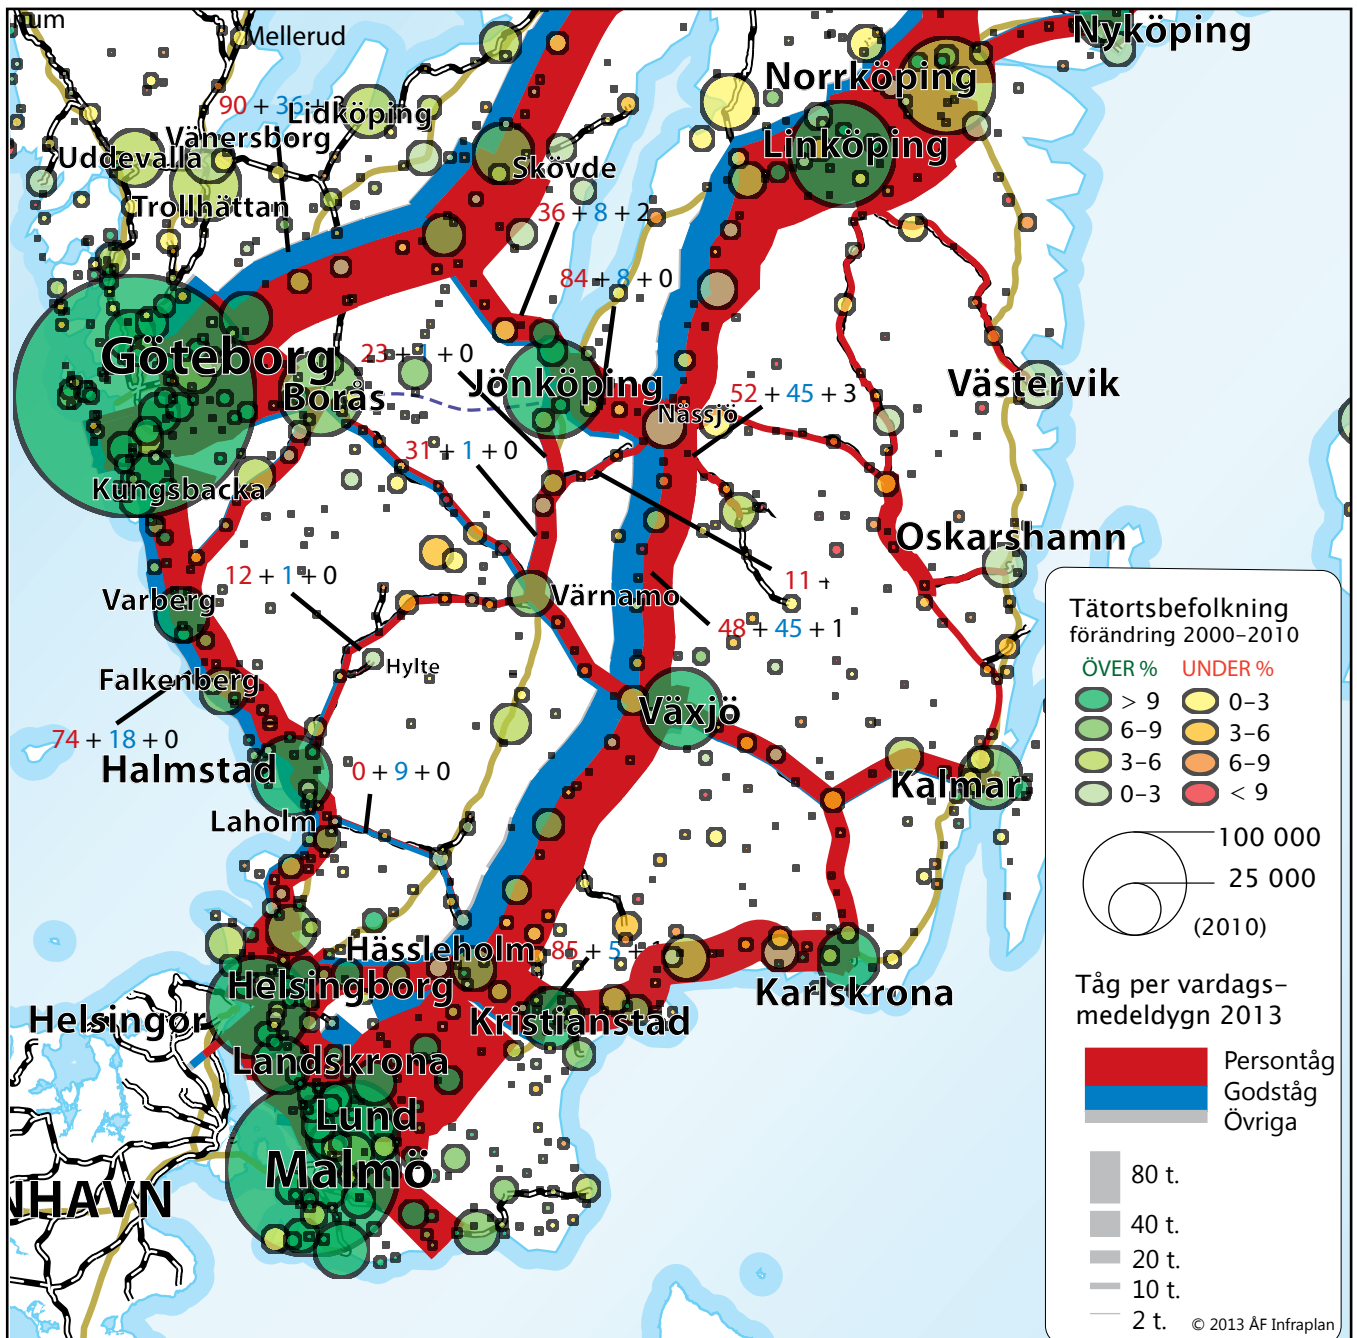 Mellerud
Nyköping
Norrköping
90 + 36 +
Lidköping
Vänersborg
Linköping
Uddevalla
Skövde
Trollhättan
36 + 8 + 2
84 + 8 + 0
Göteborg
23 + 1 + 0
Jönköping
Borås
52 + 45 + 3
Västervik
Nässjö
31 + 1 + 0
Kungsbacka
Oskarshamn
12 + 1 + 0
11 +
Varberg
Värnamo
48 + 45 + 1
Hylte
Falkenberg
74 + 18 + 0
Växjö
Halmstad
0 + 9 + 0
Kalmar
Laholm
Hässleholm
85 + 5 +
Helsingborg
Karlskrona
Helsingør
Kristianstad
Landskrona
Lund
Malmö
NHAVN
Tätortsbefolkning
förändring 2000–2010
ÖVER % UNDER %
> 9 0–3
6–9 3–6
3–6 6–9
0–3 < 9
100 000
25 000
(2010)
Tåg per vardags–
medeldygn 2013
Persontåg
Godståg
Övriga
80 t.
40 t.
20 t.
10 t.
2 t.
© 2013 ÅF Infraplan